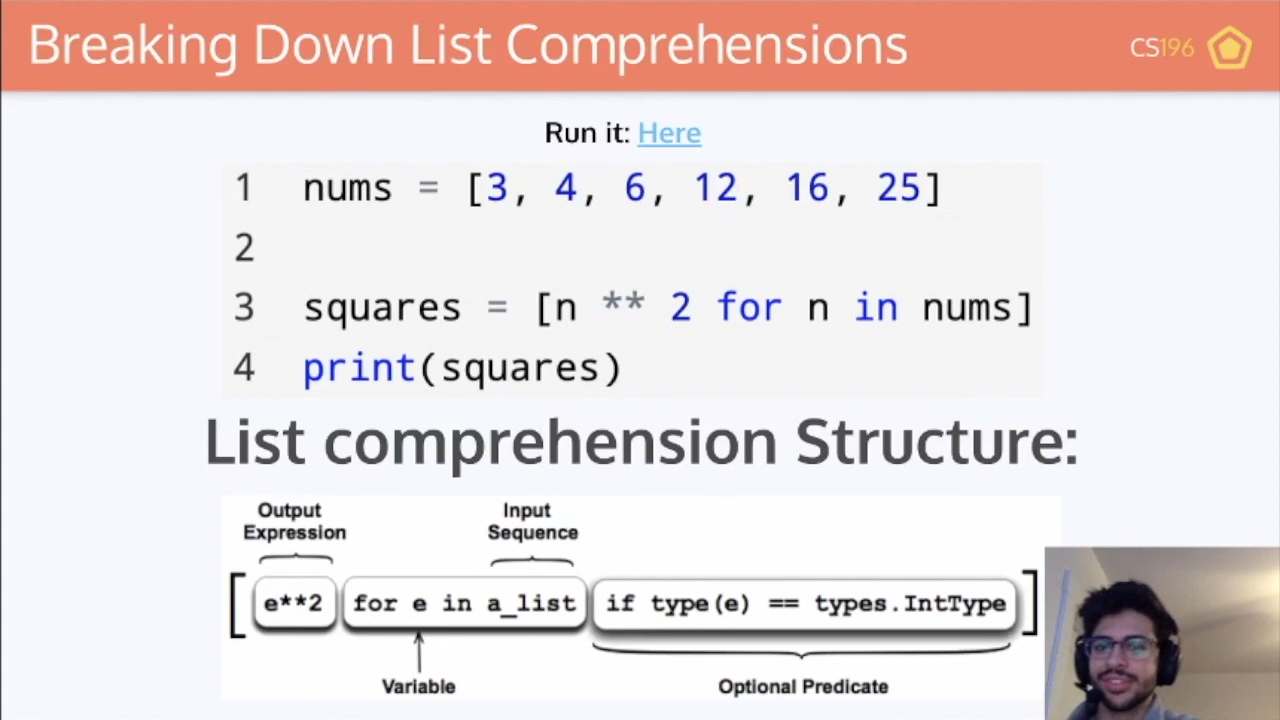 Breaking Down List Comprehensions
CS196
Run it: Here
1 nums = [3, 4, 6, 12, 16, 25]
2
3 squares = [n ** 2 for n in nums]
4 print(squares)
List comprehension Structure:
Output Expression
Input Sequence
[ e**2 for e in a_list if type(e) == types.IntType ]
Variable
Optional Predicate